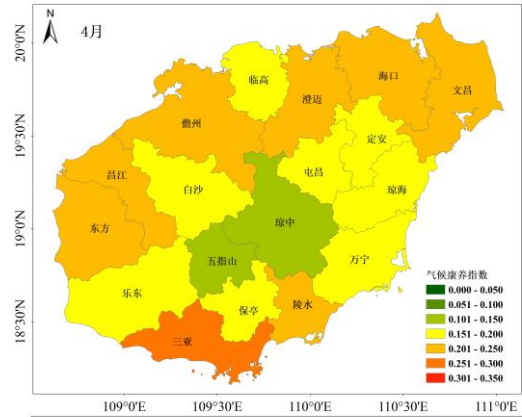 N
4月
20°0′N
19°30′N
19°0′N
18°30′N
临高
澄迈
海口
文昌
儋州
定安
屯昌
昌江
白沙
琼海
琼中
东方
五指山
万宁
乐东
保亭
陵水
三亚
气候康养指数
0.000 - 0.050
0.051 - 0.100
0.101 - 0.150
0.151 - 0.200
0.201 - 0.250
0.251 - 0.300
0.301 - 0.350
109°0′E
109°30′E
110°0′E
110°30′E
111°0′E